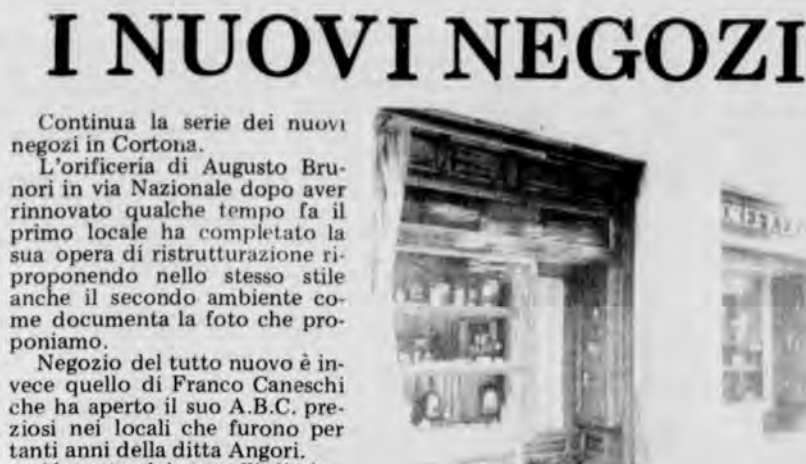 I NUOVI NEGOZI
Continua la serie dei nuovi
negozi in Cortona.
L'orificeria di Augusto Bru-
nori in via Nazionale dopo aver
rinnovato qualche tempo fa il
primo locale ha completato la
sua opera di ristrutturazione ri-
proponendo nello stesso stile
anche il secondo ambiente co-
me documenta la foto che pro-
poniamo.
Negozio del tutto nuovo è in-
vece quello di Franco Caneschi
che ha aperto il suo A.B.C. pre-
ziosi nei locali che furono per
tanti anni della ditta Angori.